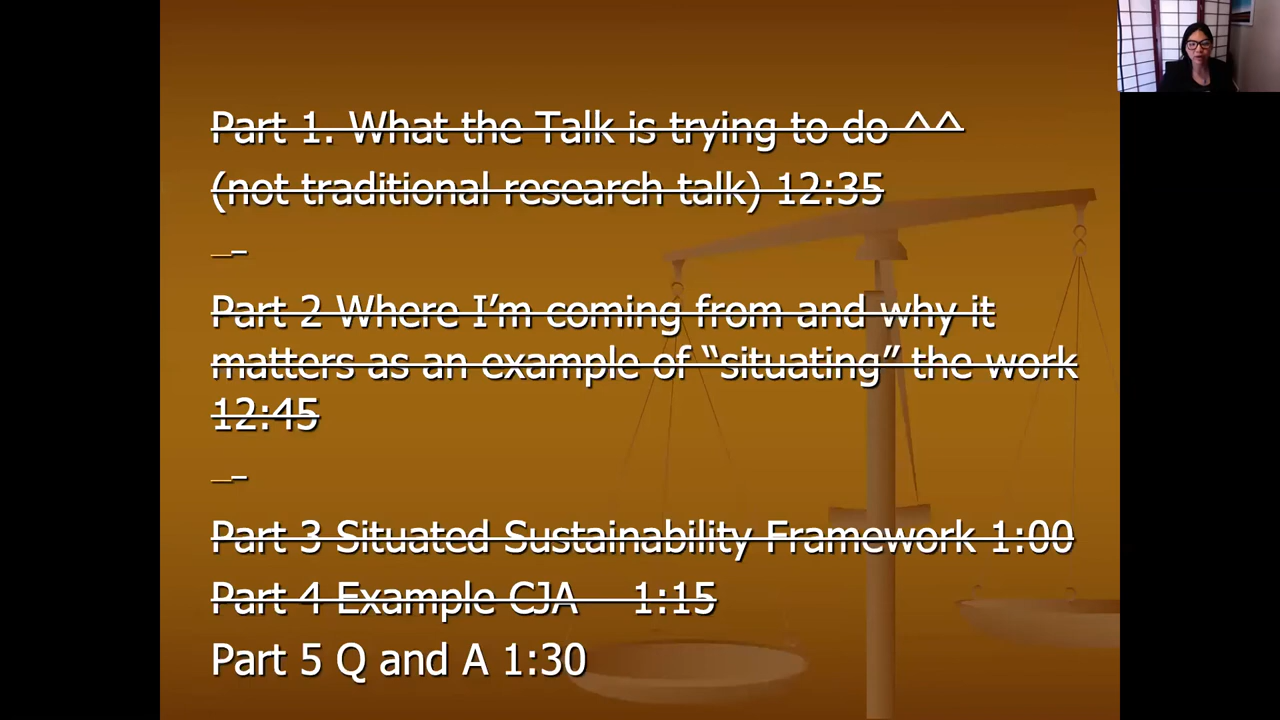 Part 1. What the Talk is trying to do ^^
(not traditional research talk) 12:35
Part 2 Where I’m coming from and why it
matters as an example of “situating” the work
12:45
Part 3 Situated Sustainability Framework 1:00
Part 4 Example CJA 1:15
Part 5 Q and A 1:30